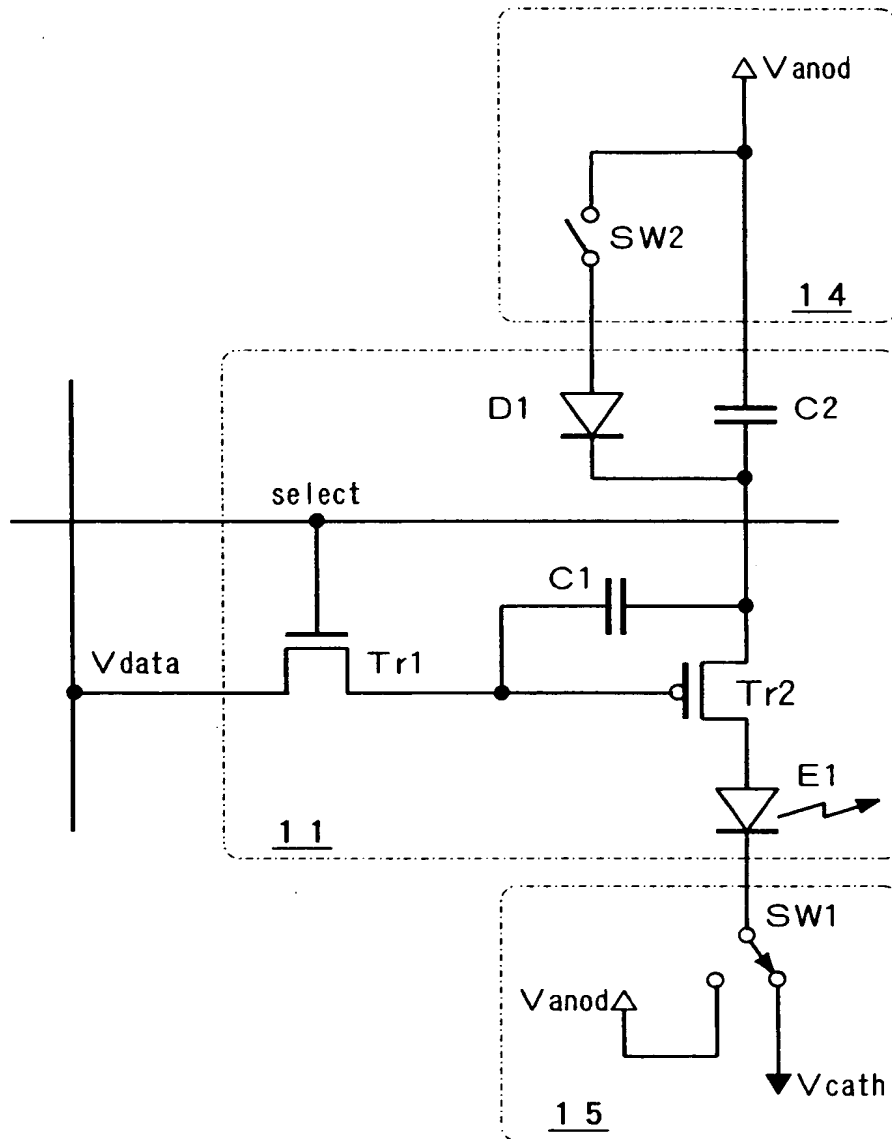 Vanod
SW2
14
D1
C2
select
C1
Vdata
Tr1
Tr2
E1
11
SW1
Vanod
Vcath
15